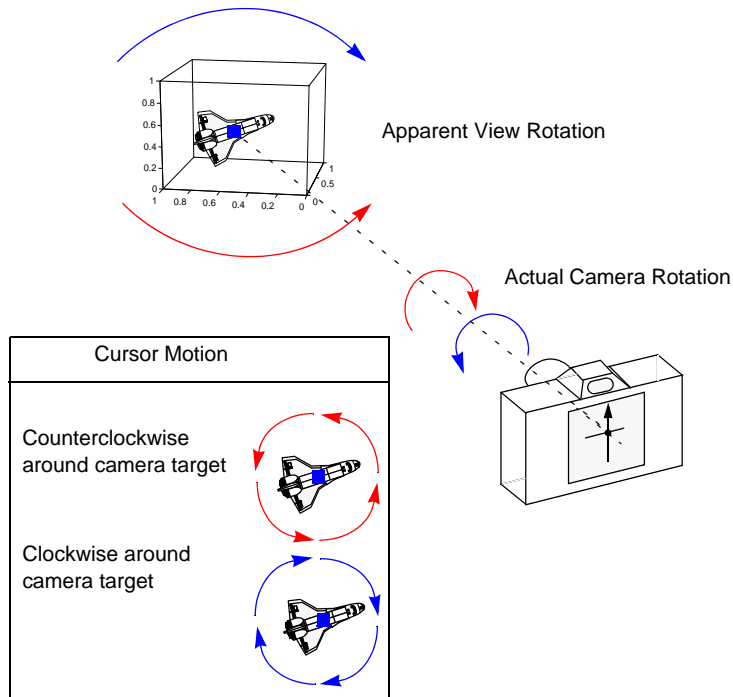 1
0.8
0.6
0.4
0.2
0
1 0.8 0.6 0.4 0.2 0
0
0.5
1
Apparent View Rotation
Actual Camera Rotation
Cursor Motion
Counterclockwise
around camera target
Clockwise around
camera target